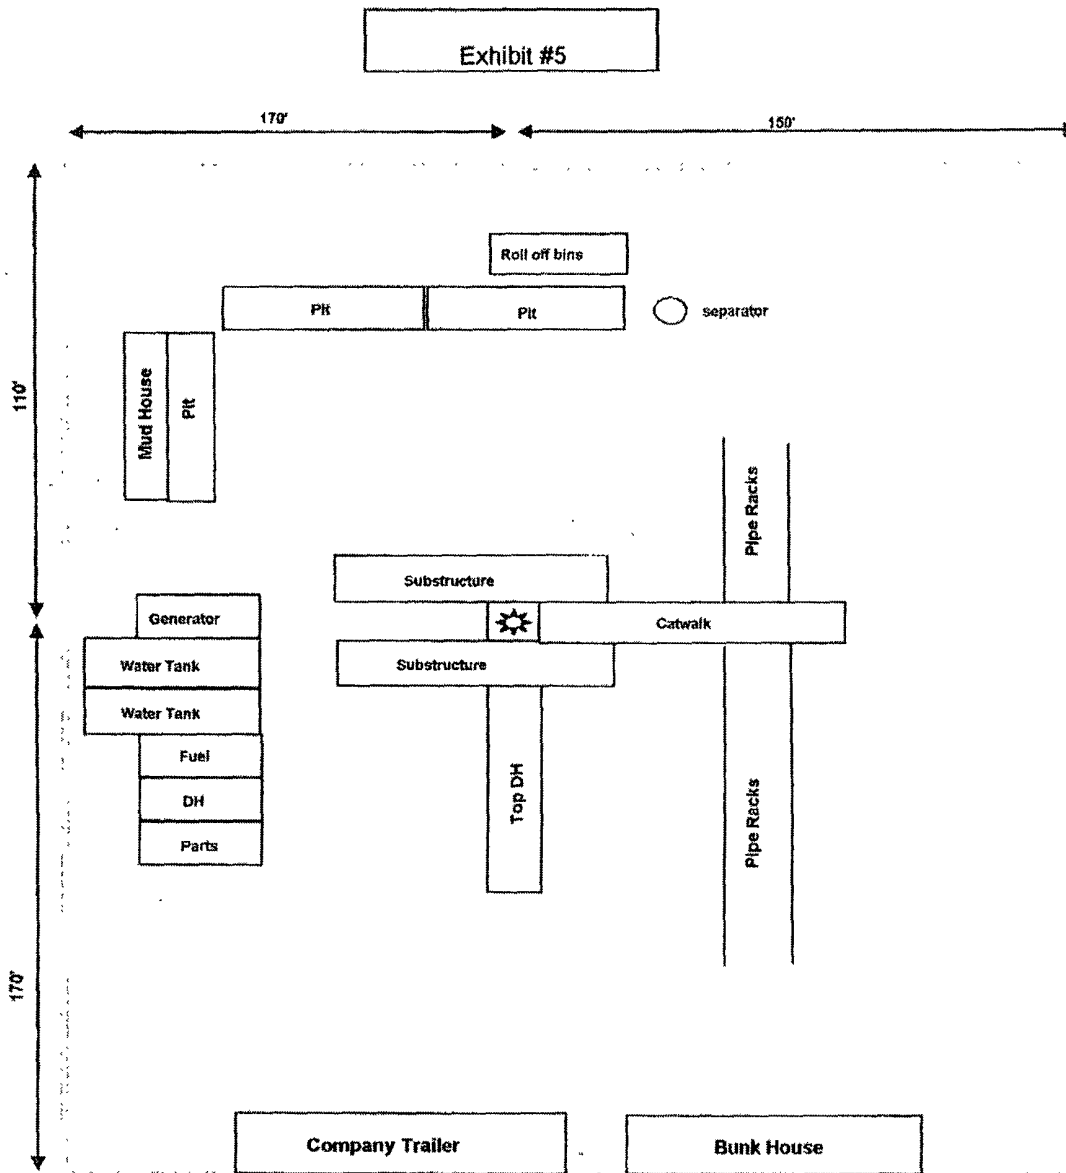 Exhibit #5
170'
150'
Roll off bins
Pit
Pit
separator
110'
Mud House
Pit
Pipe Racks
Substructure
Generator
Catwalk
Water Tank
Substructure
Water Tank
Fuel
DH
Top DH
Pipe Racks
Parts
170'
Company Trailer
Bunk House